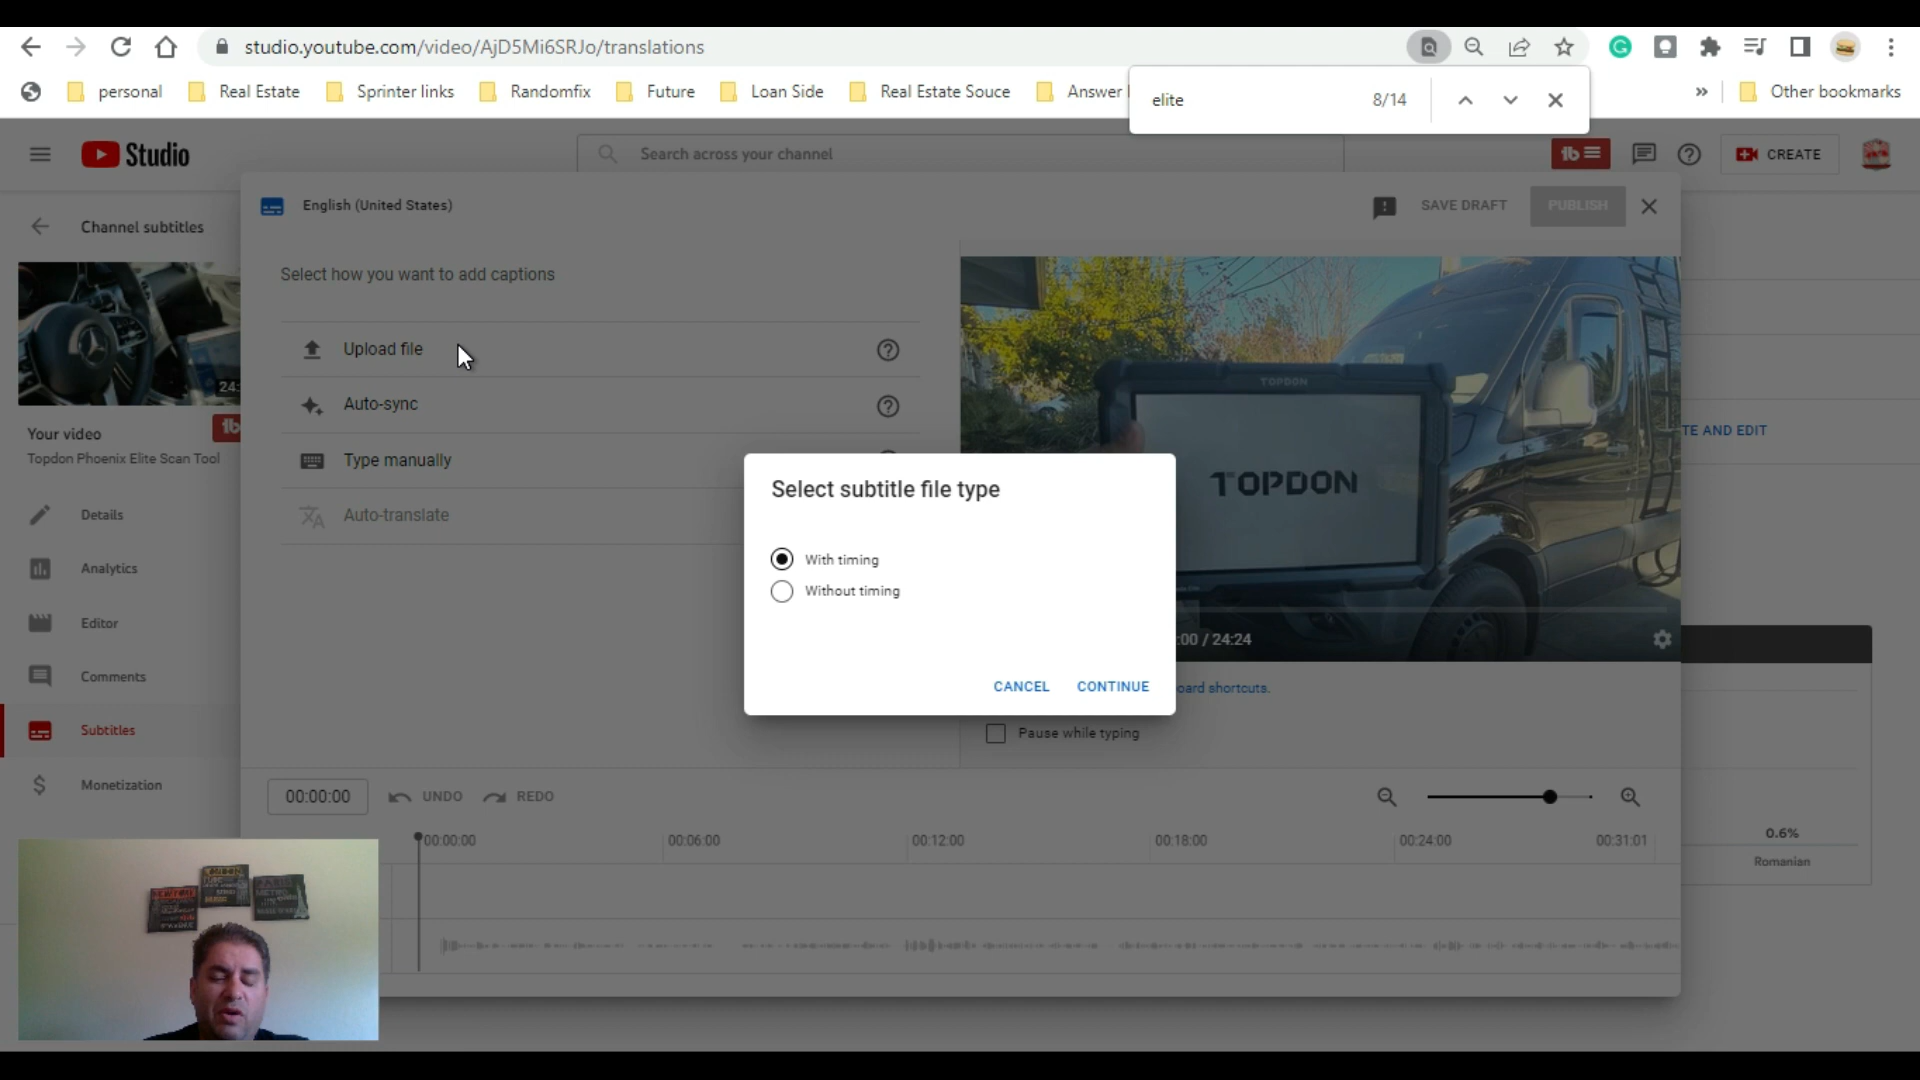 studio.youtube.com/video/AjD5Mi6SRJo/translations
personal
Real Estate
Sprinter links
Randomfix
Future
Loan Side
Real Estate Souce
Answer
»
Other bookmarks
elite
8/14
Studio
Search across your channel
CREATE
English (United States)
SAVE DRAFT
PUBLISH
Channel subtitles
Select how you want to add captions
Upload file
Auto-sync
Type manually
Auto-translate
24:
Your video
Topdon Phoenix Elite Scan Tool
Details
Analytics
Editor
Comments
Subtitles
Monetization
TOPDON
TOPDON
TE AND EDIT
Select subtitle file type
With timing
Without timing
CANCEL
CONTINUE
:00 / 24:24
oard shortcuts.
Pause while typing
00:00:00
UNDO
REDO
00:00:00
00:06:00
00:12:00
00:18:00
00:24:00
00:31:01
0.6%
Romanian